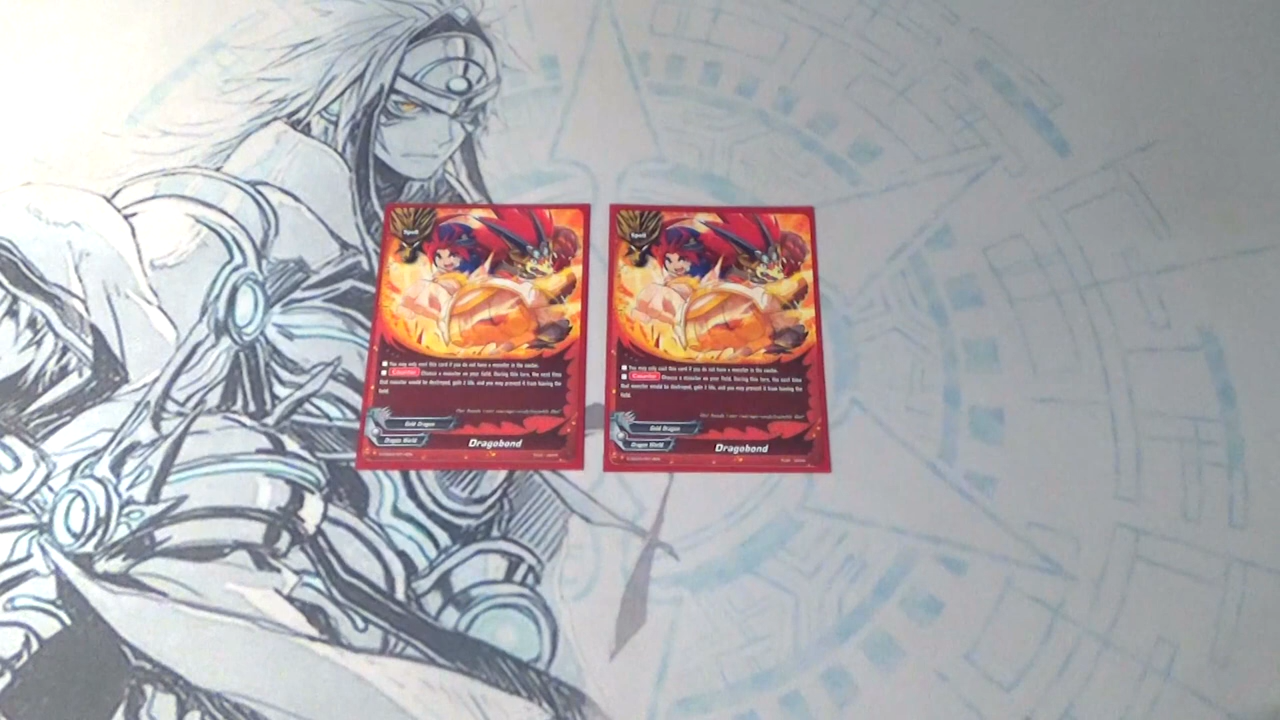 Spell
You may only cast this card if you do not have a monster in the center.
Counter Choose a monster on your field. During this turn, the next time
that monster would be destroyed, gain 2 life, and you may prevent it from leaving the
field.
Gold Dragon
Dragon World
Dragobond
Spell
You may only cast this card if you do not have a monster in the center.
Counter Choose a monster on your field. During this turn, the next time
that monster would be destroyed, gain 2 life, and you may prevent it from leaving the
field.
Gold Dragon
Dragon World
Dragobond